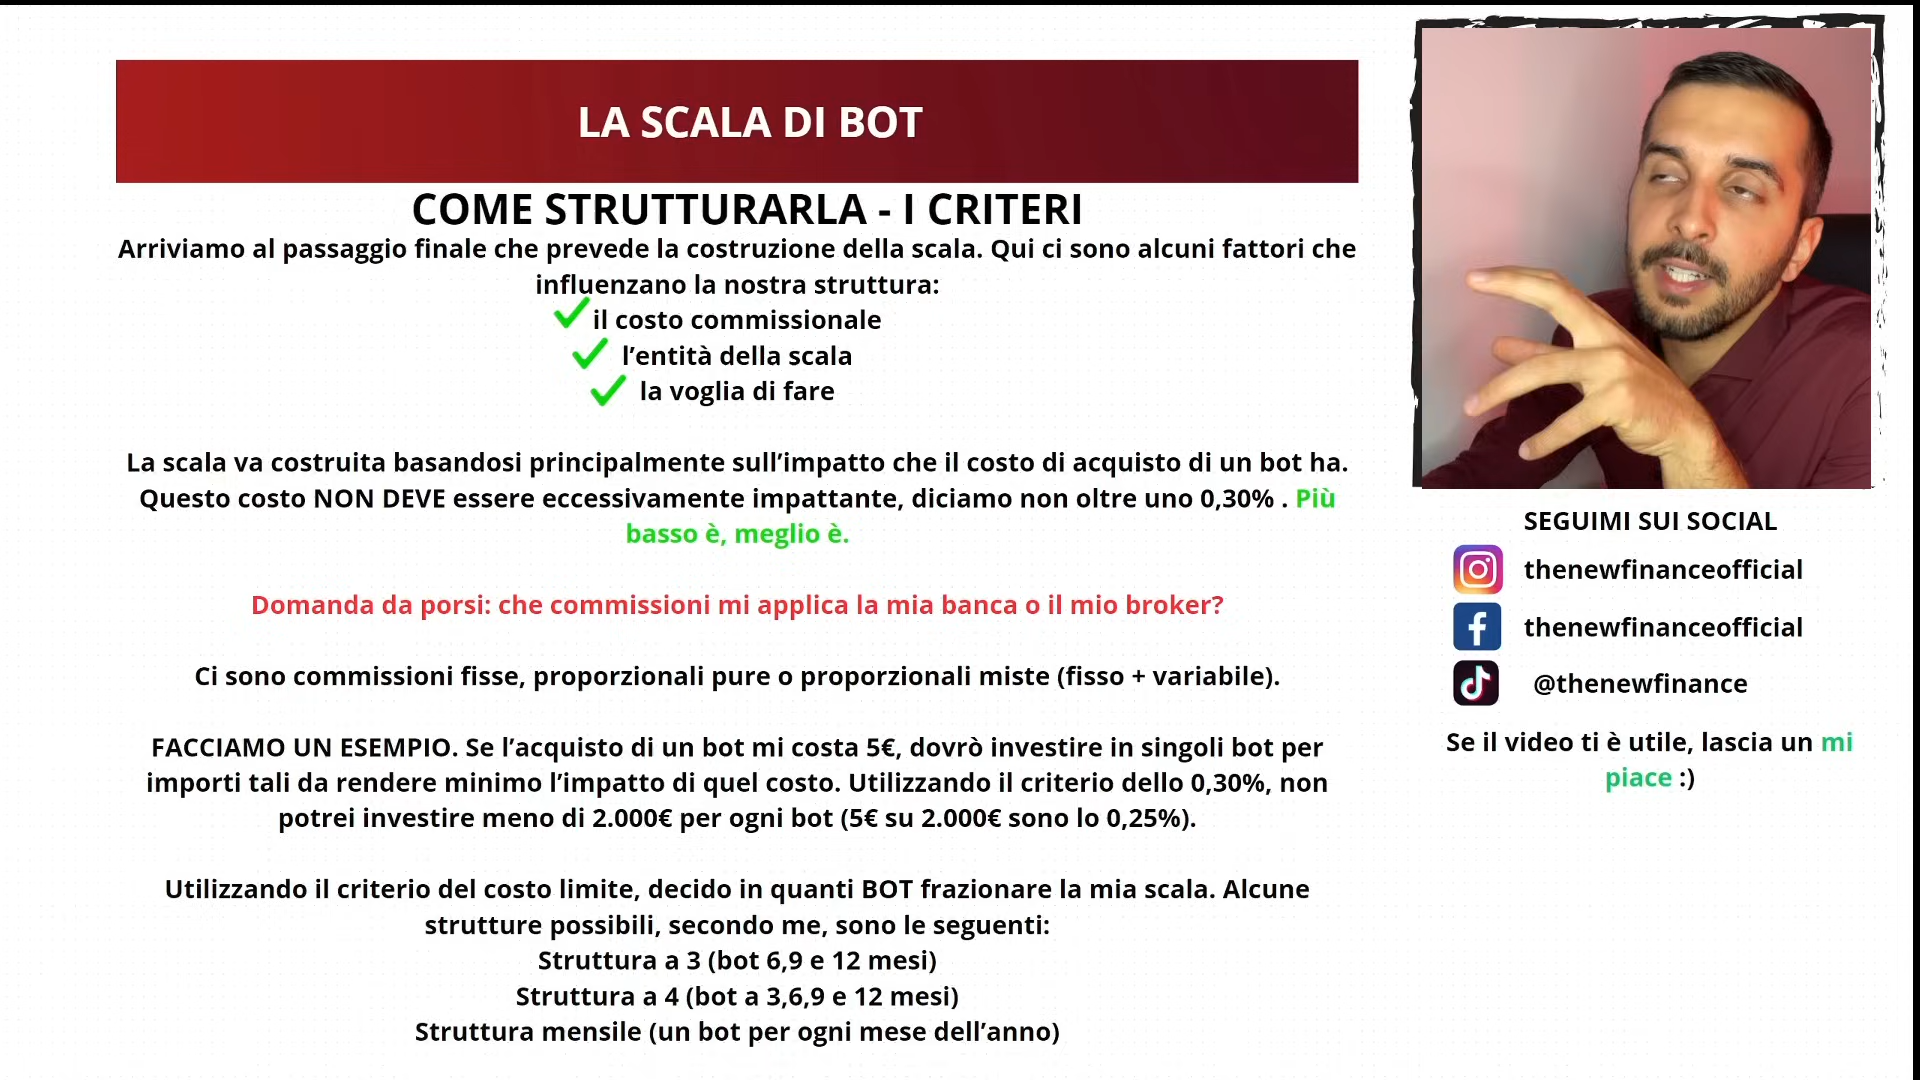 LA SCALA DI BOT
COME STRUTTURARLA - I CRITERI
Arriviamo al passaggio finale che prevede la costruzione della scala. Qui ci sono alcuni fattori che
influenzano la nostra struttura:
il costo commissionale
l’entità della scala
la voglia di fare
La scala va costruita basandosi principalmente sull’impatto che il costo di acquisto di un bot ha.
Questo costo NON DEVE essere eccessivamente impattante, diciamo non oltre uno 0,30% . Più
basso è, meglio è.
Domanda da porsi: che commissioni mi applica la mia banca o il mio broker?
Ci sono commissioni fisse, proporzionali pure o proporzionali miste (fisso + variabile).
FACCIAMO UN ESEMPIO. Se l’acquisto di un bot mi costa 5€, dovrò investire in singoli bot per
importi tali da rendere minimo l’impatto di quel costo. Utilizzando il criterio dello 0,30%, non
potrei investire meno di 2.000€ per ogni bot (5€ su 2.000€ sono lo 0,25%).
Utilizzando il criterio del costo limite, decido in quanti BOT frazionare la mia scala. Alcune
strutture possibili, secondo me, sono le seguenti:
Struttura a 3 (bot 6,9 e 12 mesi)
Struttura a 4 (bot a 3,6,9 e 12 mesi)
Struttura mensile (un bot per ogni mese dell’anno)
SEGUIMI SUI SOCIAL
thenewfinanceofficial
thenewfinanceofficial
@thenewfinance
Se il video ti è utile, lascia un mi
piace :)